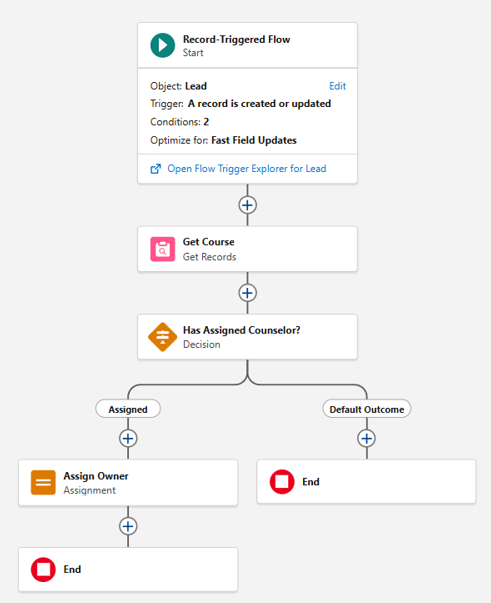 Record-Triggered Flow
Start
Object: Lead
Edit
Trigger: A record is created or updated
Conditions: 2
Optimize for: Fast Field Updates
Open Flow Trigger Explorer for Lead
Get Course
Get Records
Has Assigned Counselor?
Decision
Assigned
Default Outcome
Assign Owner
Assignment
End
End